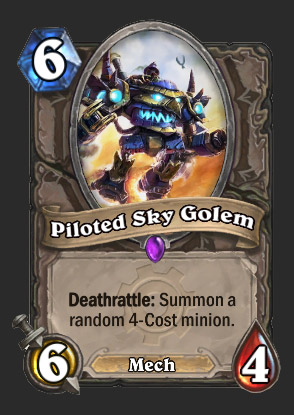 6
Piloted Sky Golem
Deathrattle: Summon a
random 4-Cost minion.
6
Mech
4